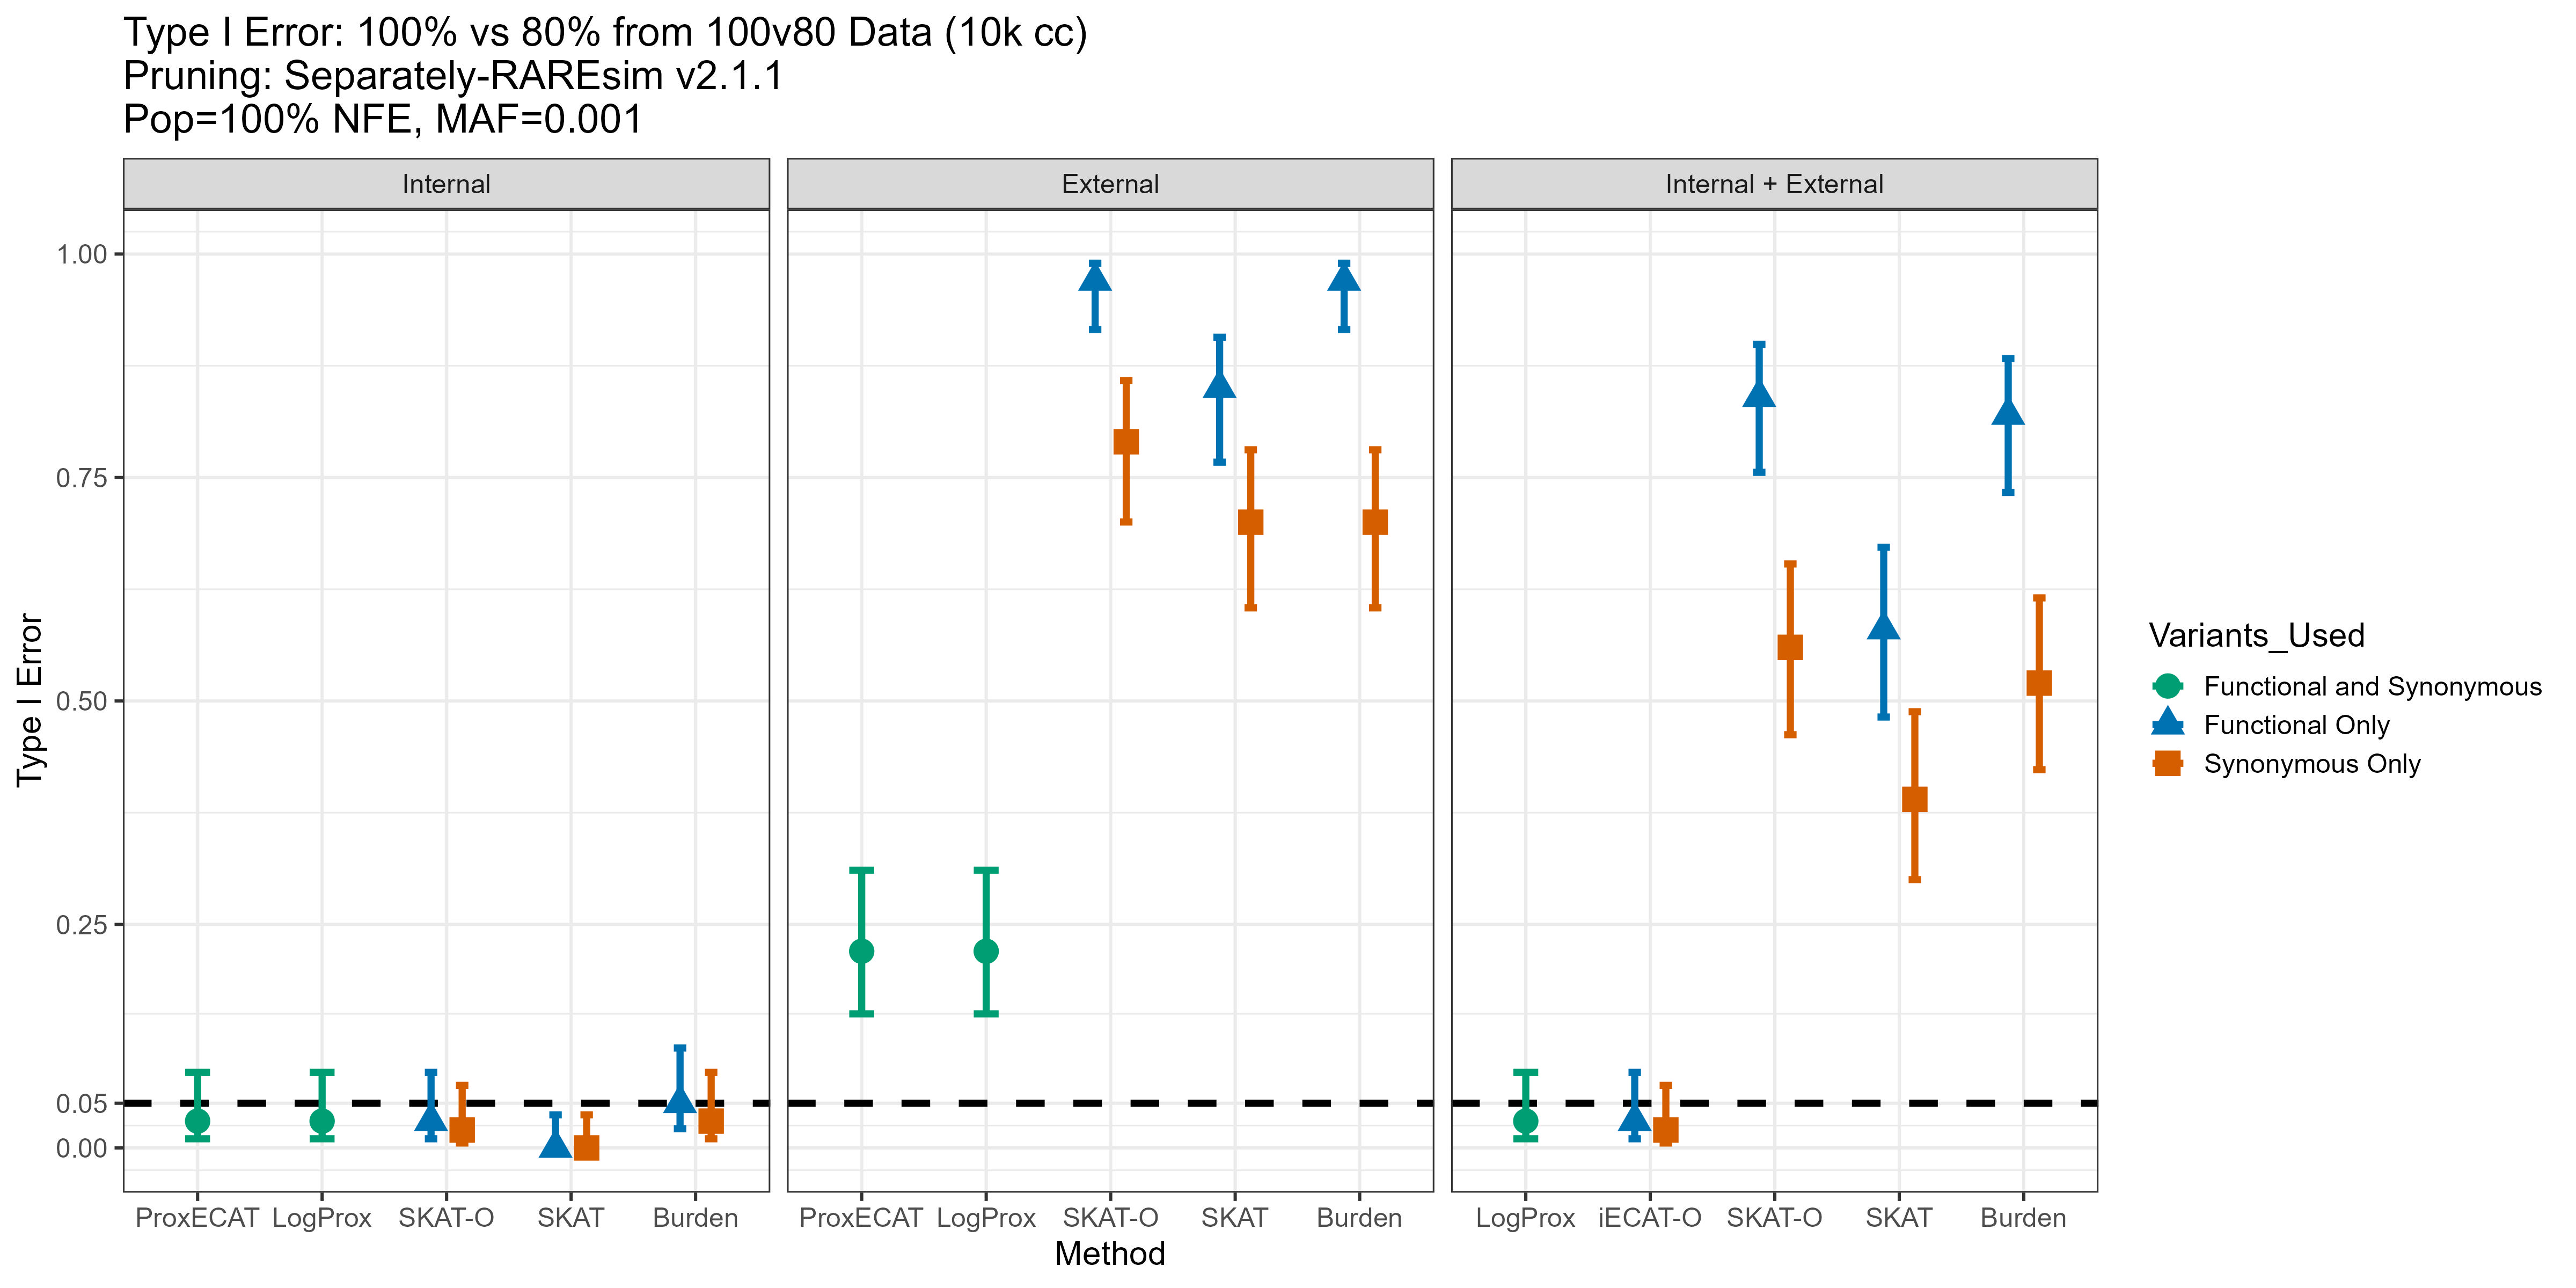 Type I Error: 100% vs 80% from 100v80 Data (10k cc)
Pruning: Separately-RAREsim v2.1.1
Pop=100% NFE, MAF=0.001
Internal
External
Internal + External
Type I Error
1.00
0.75
0.50
0.25
0.05
0.00
ProxECAT LogProx SKAT-O SKAT Burden
ProxECAT LogProx SKAT-O SKAT Burden
LogProx iECAT-O SKAT-O SKAT Burden
Method
Variants_Used
Functional and Synonymous
Functional Only
Synonymous Only